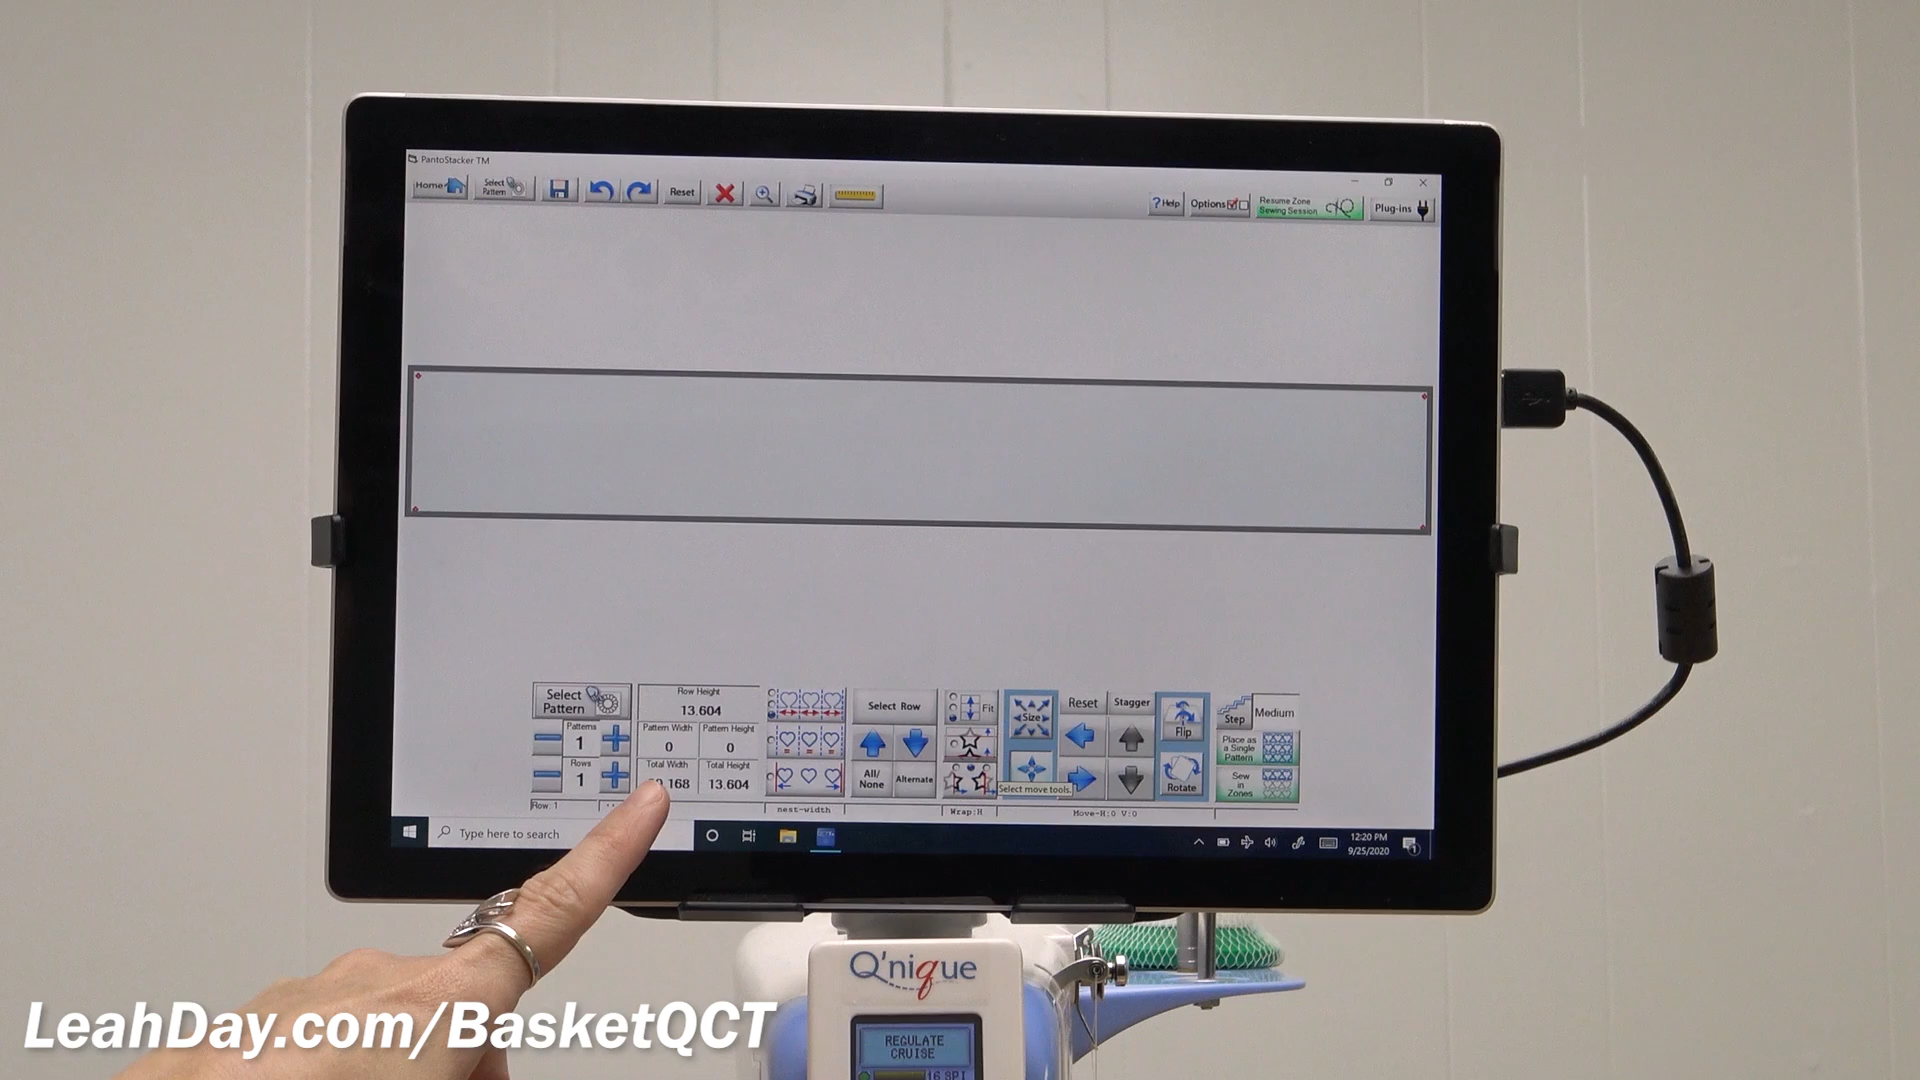 PantoStacker TM
Home
Select
Pattern
Reset
?Help
Options
Resume Zone
Sewing Session
Plug-ins
Select
Pattern
Patterns
1
Rows
1
Row: 1
Row Height
13.604
Pattern Width
0
Pattern Height
0
Total Width
.168
Total Height
13.604
nest-width
Select Row
All/
None
Alternate
Fit
Wrap:H
Size
Select move tools.
Reset
Stagger
Move-H:0 V:0
Flip
Rotate
Step
Medium
Place as
a Single
Pattern
Sew
in
Zones
Type here to search
12:20 PM
9/25/2020
1
Q'nique
REGULATE
CRUISE
16 SPI
LeahDay.com/BasketQCT